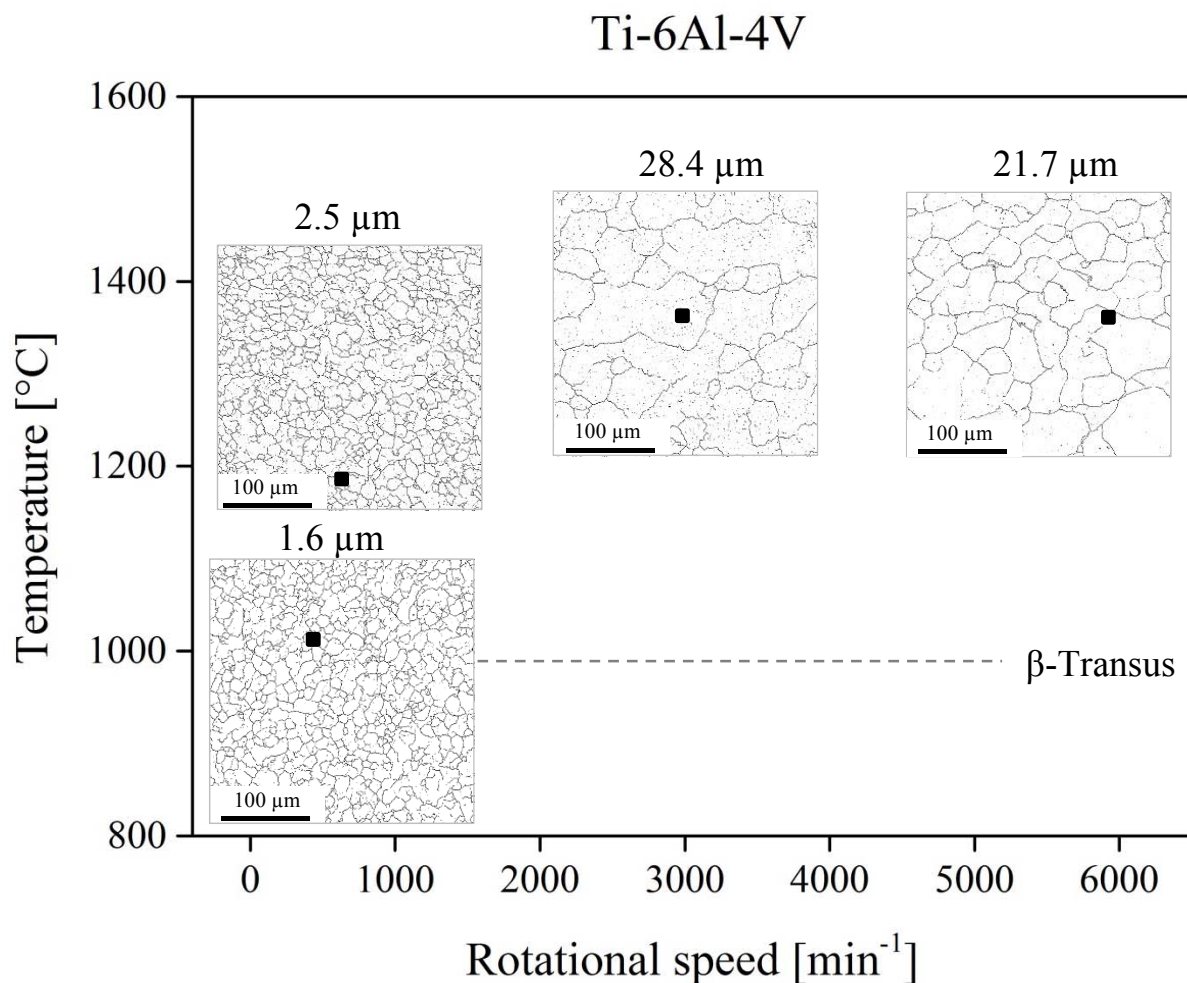 Ti-6Al-4V
1600
1400
1200
1000
800
Temperature [°C]
2.5 µm
28.4 µm
21.7 µm
100 µm
100 µm
100 µm
1.6 µm
100 µm
β-Transus
0 1000 2000 3000 4000 5000 6000
Rotational speed [min⁻¹]